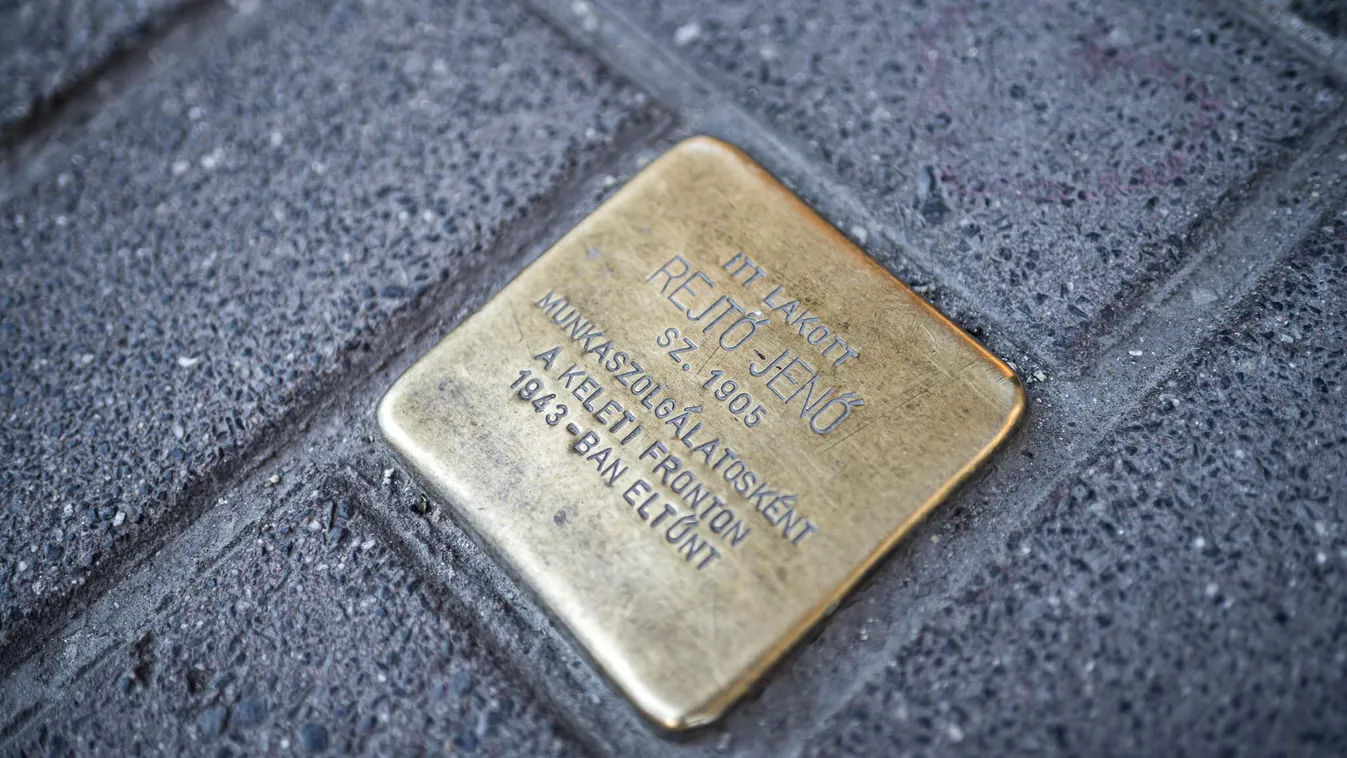 ITT LAKOTT
REJTŐ JENŐ
SZ. 1905
MUNKASZOLGÁLATOSKÉNT
A KELETI FRONTON
1943-BAN ELTŰNT